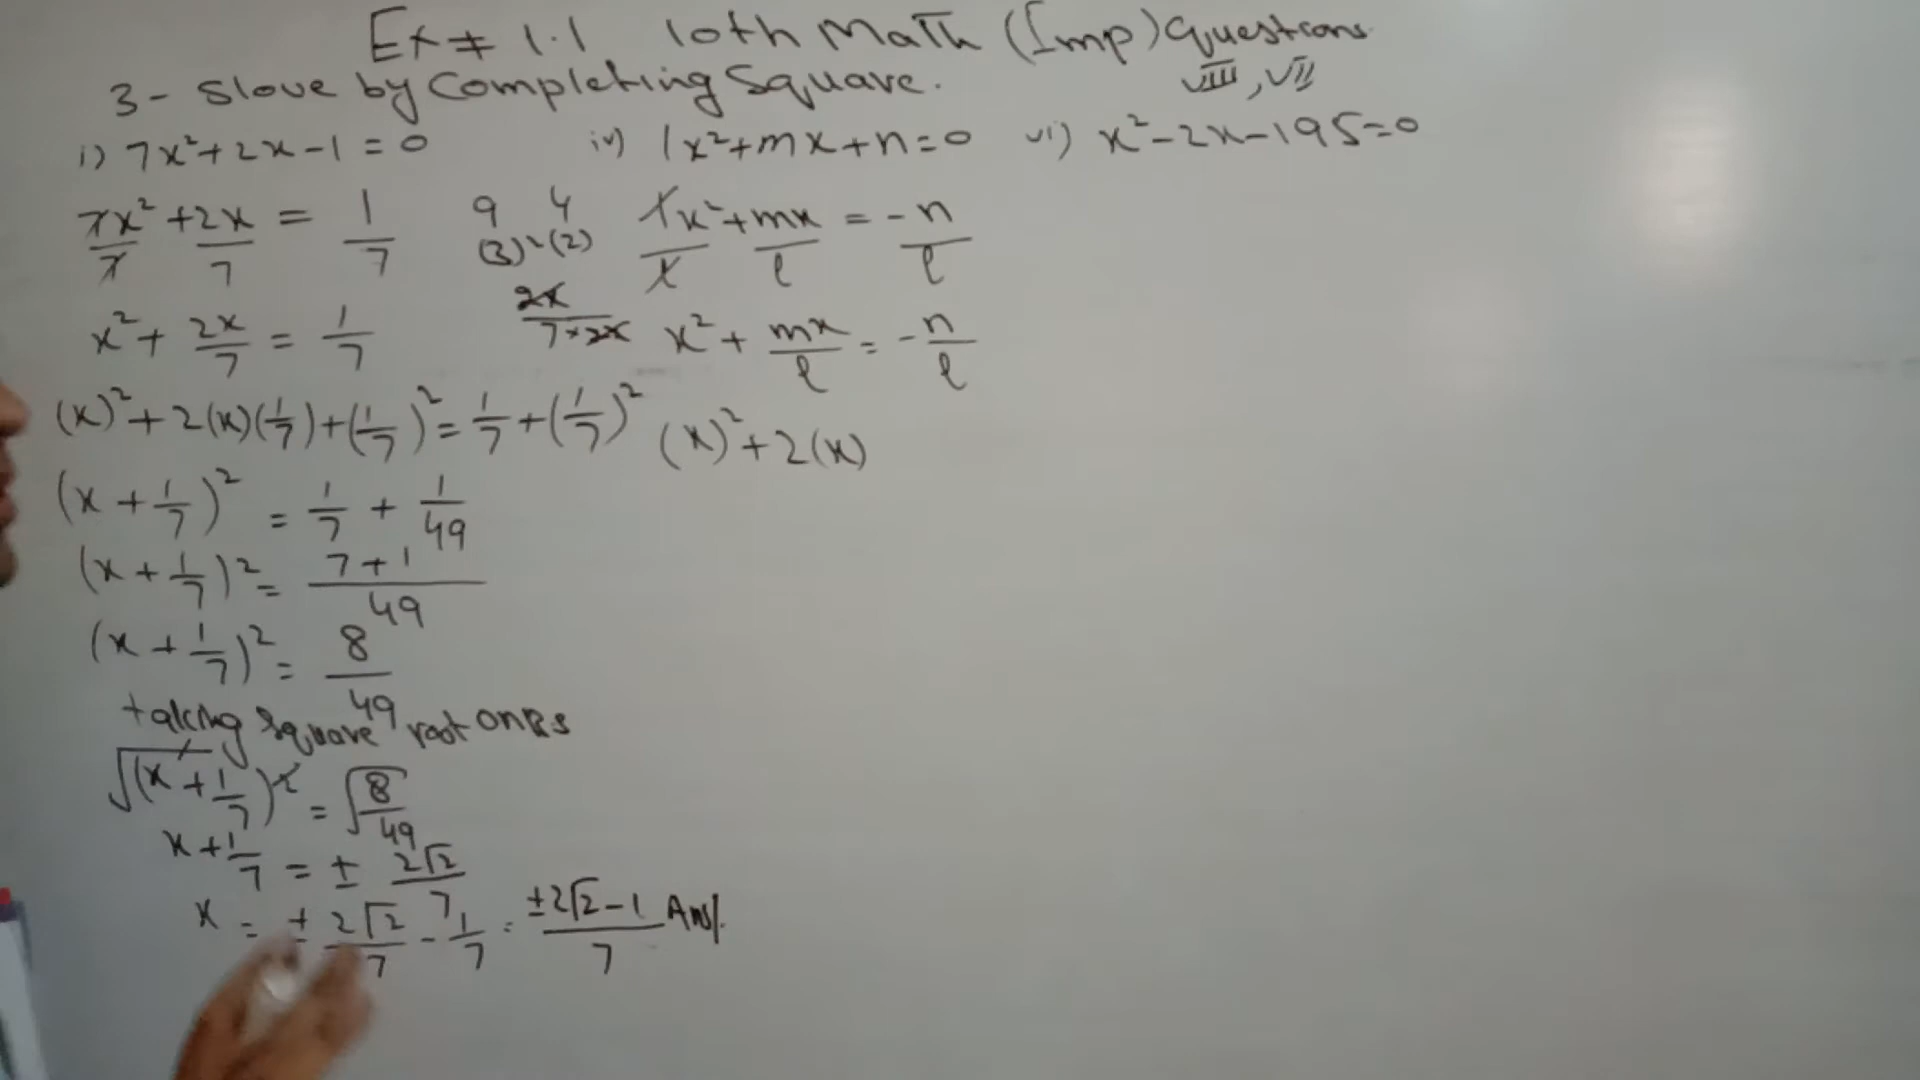 Ex # 1.1 10th Math (Imp) Questions
VIII, VII
3 - Slove by Completing Square.
i) 7x² + 2x - 1 = 0
7x²/7 + 2x/7 = 1/7
x² + 2x/7 = 1/7
(x)² + 2(x)(1/7) + (1/7)² = 1/7 + (1/7)²
(x + 1/7)² = 1/7 + 1/49
(x + 1/7)² = 7+1/49
(x + 1/7)² = 8/49
taking Square root on BS
√(x + 1/7)² = √8/49
x + 1/7 = ± 2√2/7
x = ± 2√2/7 - 1/7 = ±2√2 - 1/7 Ans/.
9 4
(3)² (2)
2x/7×2x
iv) lx² + mx + n = 0
lx²/l + mx/l = -n/l
x² + mx/l = -n/l
(x)² + 2(x)
vi) x² - 2x - 195 = 0